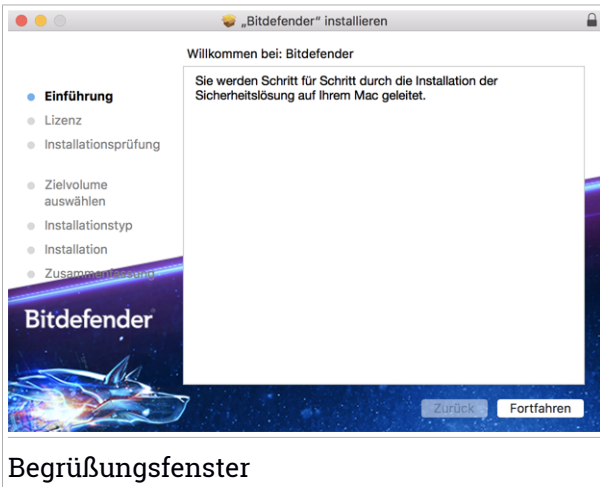 „Bitdefender“ installieren
Willkommen bei: Bitdefender
Sie werden Schritt für Schritt durch die Installation der
Sicherheitslösung auf Ihrem Mac geleitet.
Einführung
Lizenz
Installationsprüfung
Zielvolume
auswählen
Installationstyp
Installation
Zusammenfassung
Bitdefender
Zurück
Fortfahren
Begrüßungsfenster